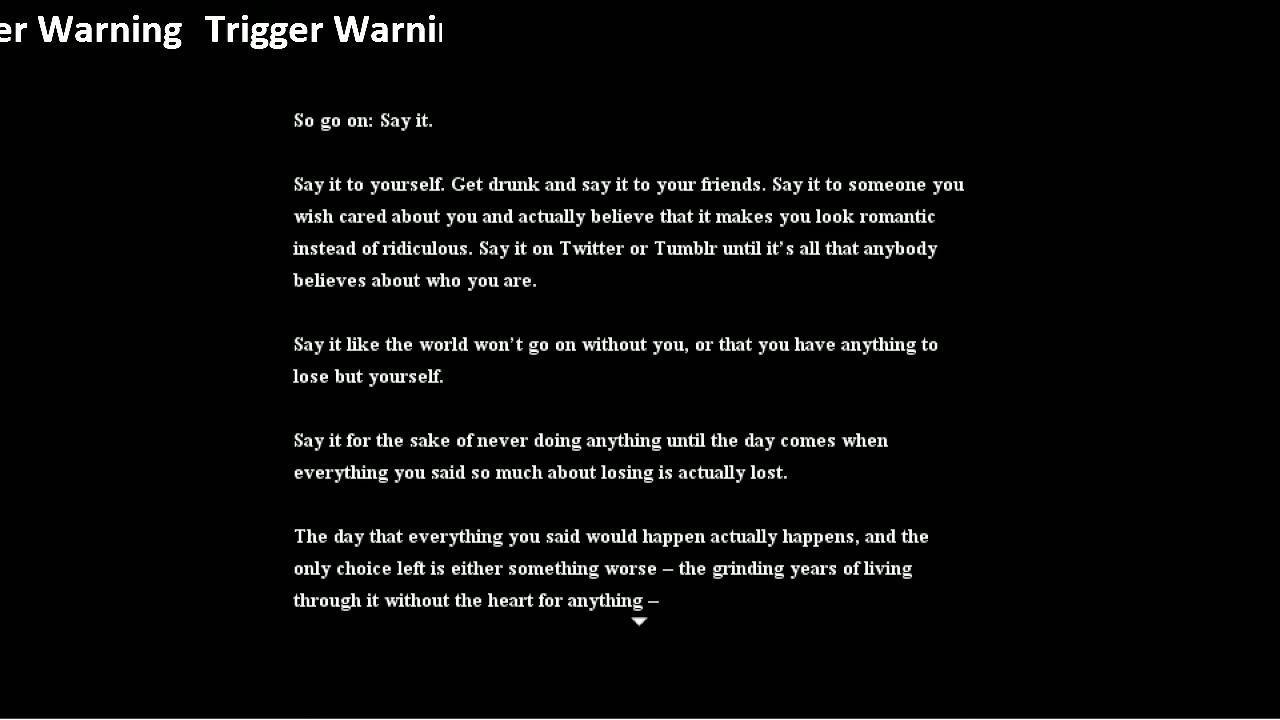 er Warning Trigger Warni
So go on: Say it.
Say it to yourself. Get drunk and say it to your friends. Say it to someone you
wish cared about you and actually believe that it makes you look romantic
instead of ridiculous. Say it on Twitter or Tumblr until it's all that anybody
believes about who you are.
Say it like the world won't go on without you, or that you have anything to
lose but yourself.
Say it for the sake of never doing anything until the day comes when
everything you said so much about losing is actually lost.
The day that everything you said would happen actually happens, and the
only choice left is either something worse – the grinding years of living
through it without the heart for anything –